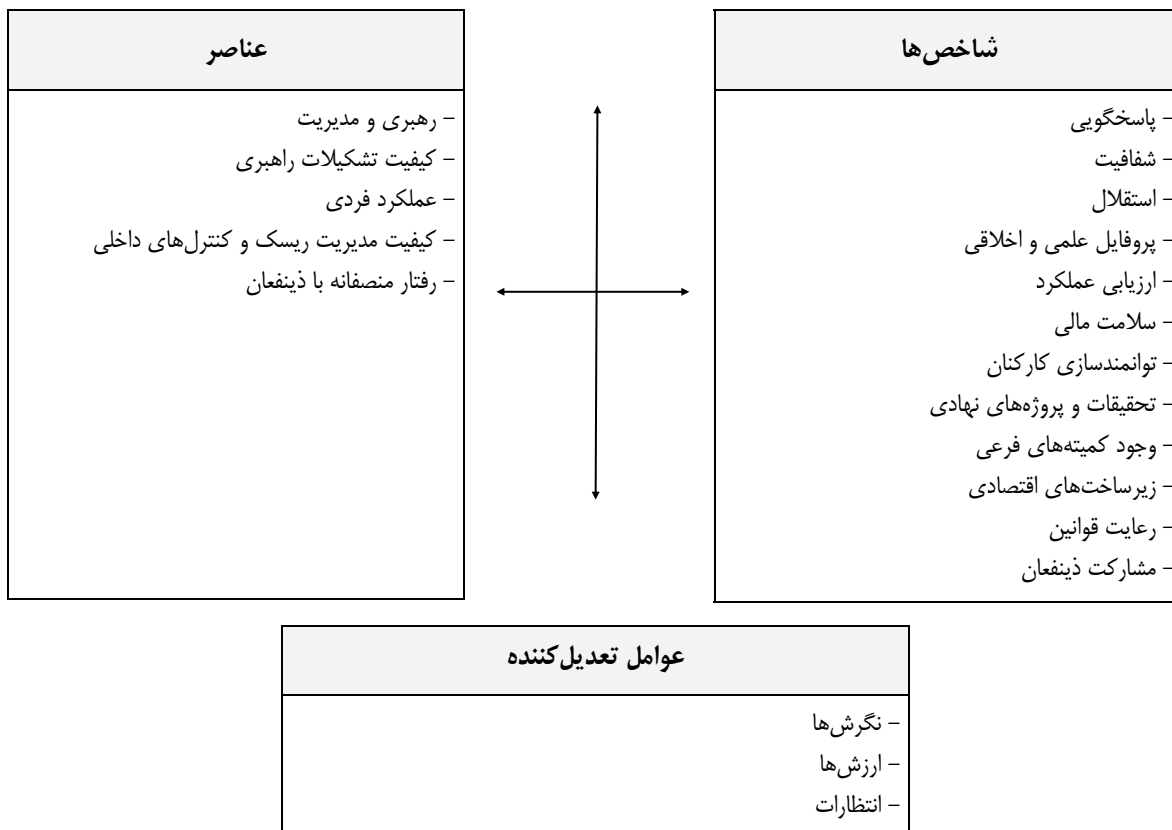 شاخص‌ها
– پاسخگویی
– شفافیت
– استقلال
– پروفایل علمی و اخلاقی
– ارزیابی عملکرد
– سلامت مالی
– توانمندسازی کارکنان
– تحقیقات و پروژه‌های نهادی
– وجود کمیته‌های فرعی
– زیرساخت‌های اقتصادی
– رعایت قوانین
– مشارکت ذینفعان
عناصر
– رهبری و مدیریت
– کیفیت تشکیلات راهبری
– عملکرد فردی
– کیفیت مدیریت ریسک و کنترل‌های داخلی
– رفتار منصفانه با ذینفعان
عوامل تعدیل‌کننده
– نگرش‌ها
– ارزش‌ها
– انتظارات